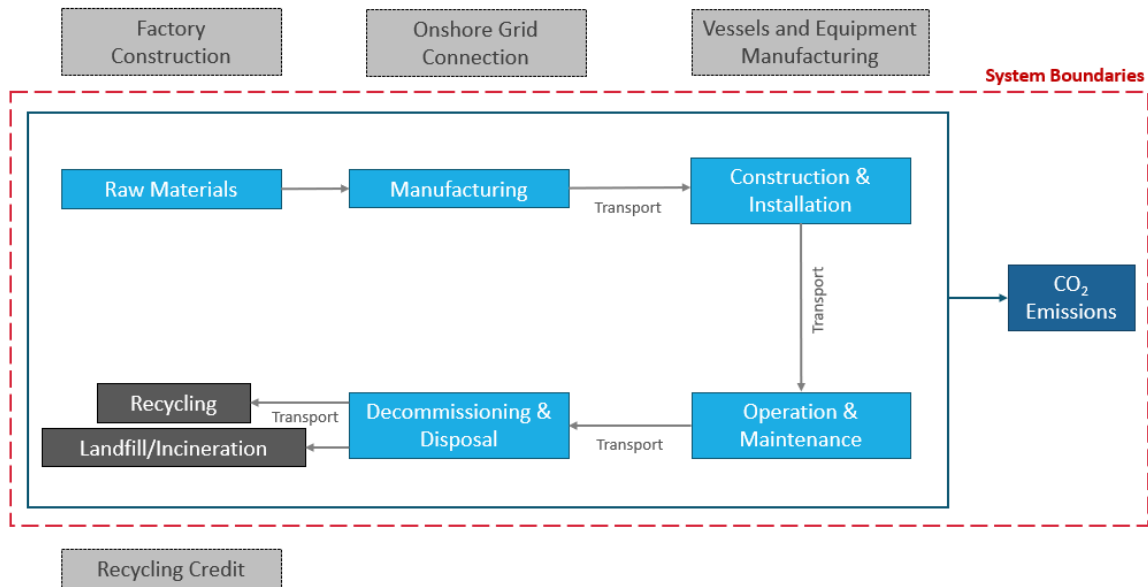 Factory
Construction
Onshore Grid
Connection
Vessels and Equipment
Manufacturing
System Boundaries
Raw Materials
Manufacturing
Transport
Construction &
Installation
Transport
CO₂
Emissions
Recycling
Landfill/Incineration
Transport
Decommissioning &
Disposal
Transport
Operation &
Maintenance
Recycling Credit